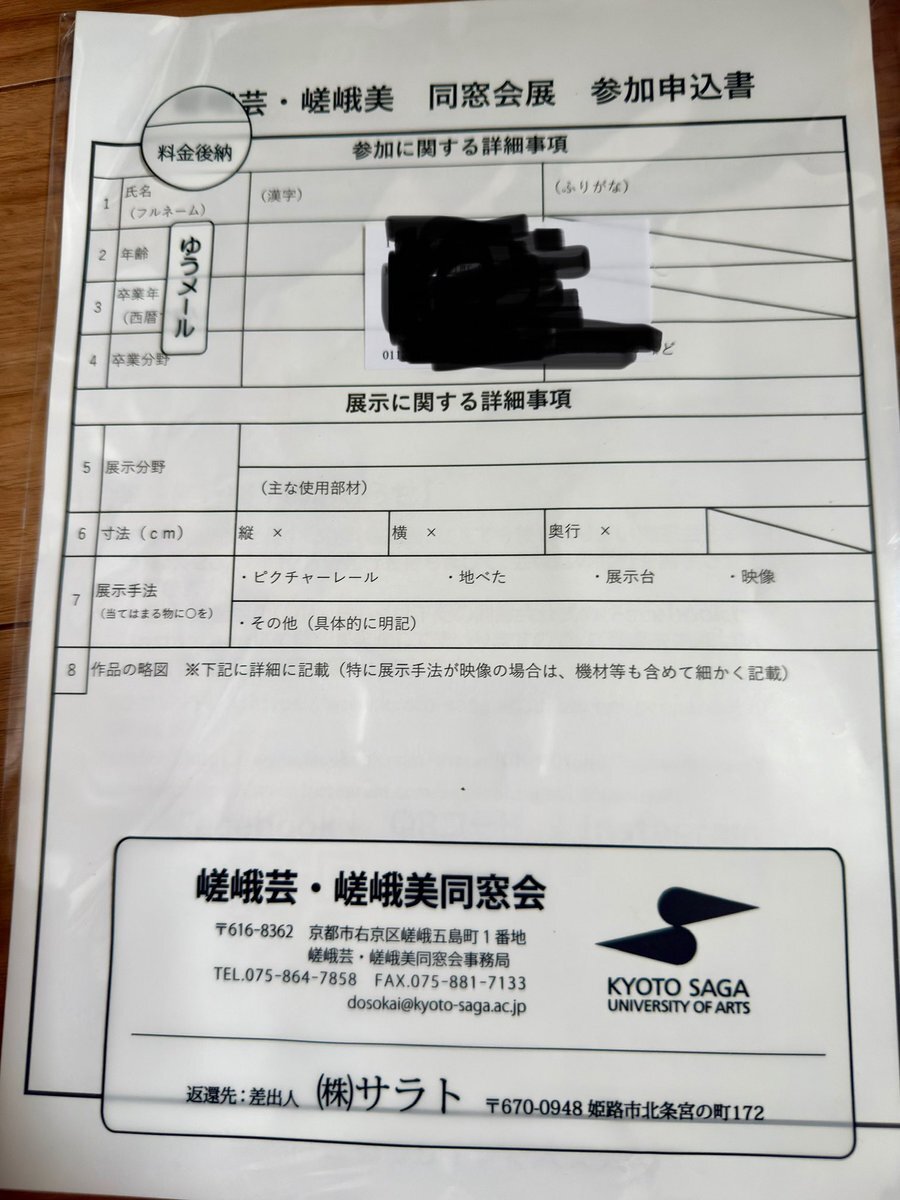 芸・嵯峨美 同窓会展 参加申込書
料金後納
参加に関する詳細事項
1 氏名 (漢字) (ふりがな)
(フルネーム)
ゆうメール
2 年齢
3 卒業年
(西暦
4 卒業分野 ど
011
展示に関する詳細事項
5 展示分野
(主な使用部材)
6 寸法(cm) 縦 × 横 × 奥行 ×
7 展示手法 ・ピクチャーレール ・地べた ・展示台 ・映像
(当てはまる物に○を)
・その他(具体的に明記)
8 作品の略図 ※下記に詳細に記載(特に展示手法が映像の場合は、機材等も含めて細かく記載)
嵯峨芸・嵯峨美同窓会
〒616-8362 京都市右京区嵯峨五島町1番地
嵯峨芸・嵯峨美同窓会事務局
TEL.075-864-7858 FAX.075-881-7133
dosokai@kyoto-saga.ac.jp
KYOTO SAGA
UNIVERSITY OF ARTS
返還先:差出人 ㈱サラト 〒670-0948 姫路市北条宮の町172